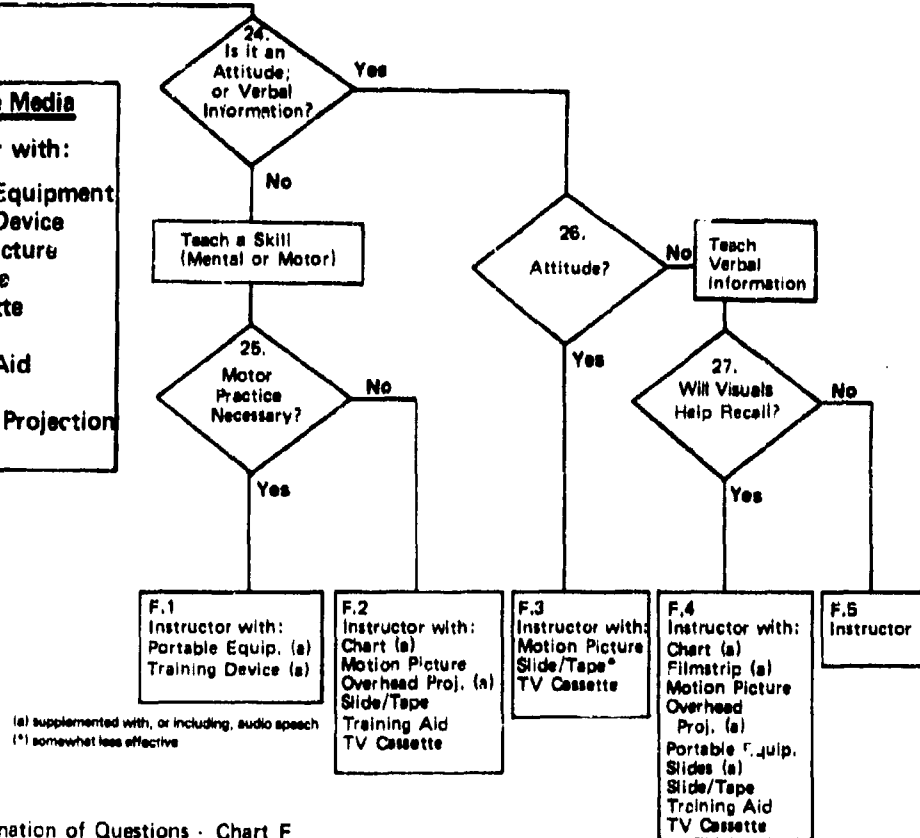 24.
Is it an
Attitude;
or Verbal
Information?
Yes
No
Media
with:
Equipment
Device
Aid
Projection
Teach a Skill
(Mental or Motor)
26.
Attitude?
No
Teach
Verbal
Information
Yes
25.
Motor
Practice
Necessary?
No
Yes
27.
Will Visuals
Help Recall?
No
Yes
F.1
Instructor with:
Portable Equip. (a)
Training Device (a)
F.2
Instructor with:
Chart (a)
Motion Picture
Overhead Proj. (a)
Slide/Tape
Training Aid
TV Cassette
F.3
Instructor with:
Motion Picture
Slide/Tape*
TV Cassette
F.4
Instructor with:
Chart (a)
Filmstrip (a)
Motion Picture
Overhead
Proj. (a)
Portable Equip.
Slides (a)
Slide/Tape
Training Aid
TV Cassette
F.5
Instructor
(a) supplemented with, or including, audio speech
(*) somewhat less effective
of Questions - Chart F